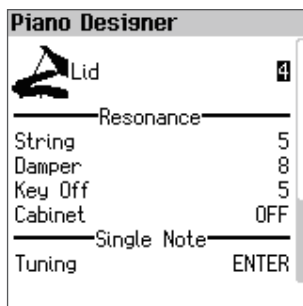 Piano Designer
Lid 4
Resonance
String 5
Damper 8
Key Off 5
Cabinet OFF
Single Note
Tuning ENTER